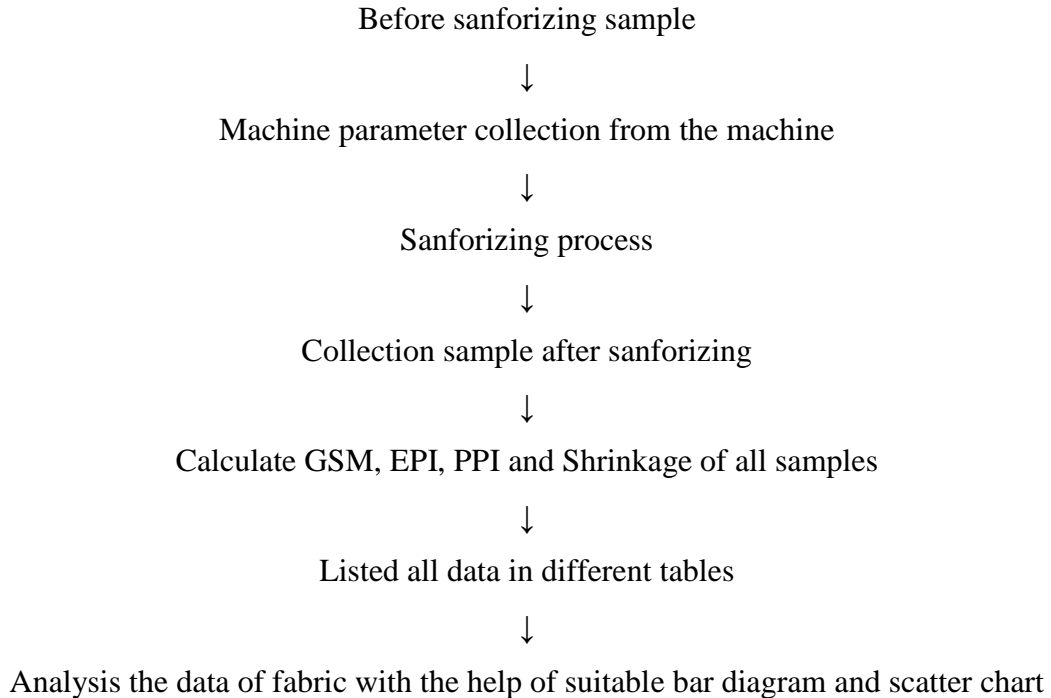 Before sanforizing sample
↓
Machine parameter collection from the machine
↓
Sanforizing process
↓
Collection sample after sanforizing
↓
Calculate GSM, EPI, PPI and Shrinkage of all samples
↓
Listed all data in different tables
↓
Analysis the data of fabric with the help of suitable bar diagram and scatter chart